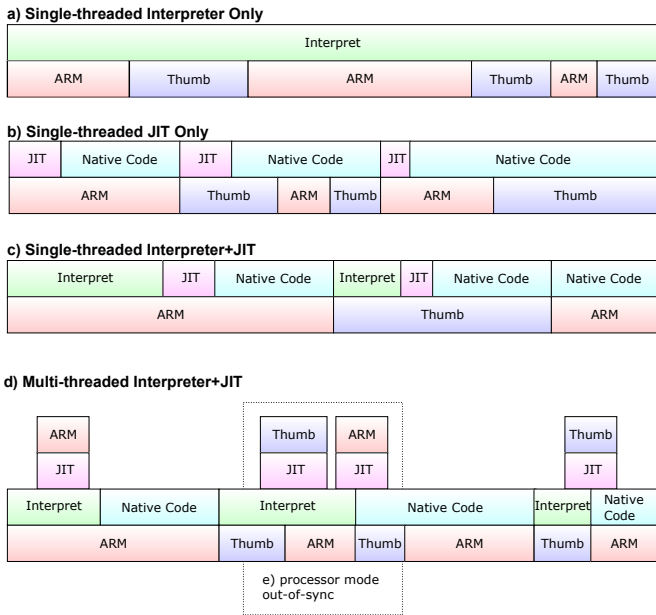 a) Single-threaded Interpreter Only
Interpret
ARM Thumb ARM Thumb ARM Thumb
b) Single-threaded JIT Only
JIT Native Code JIT Native Code JIT Native Code
ARM Thumb ARM Thumb ARM Thumb
c) Single-threaded Interpreter+JIT
Interpret JIT Native Code Interpret JIT Native Code Native Code
ARM Thumb ARM
d) Multi-threaded Interpreter+JIT
ARM Thumb ARM Thumb
JIT JIT JIT JIT
Interpret Native Code Interpret Native Code Interpret Native
Code
ARM Thumb ARM Thumb ARM Thumb ARM
e) processor mode
out-of-sync